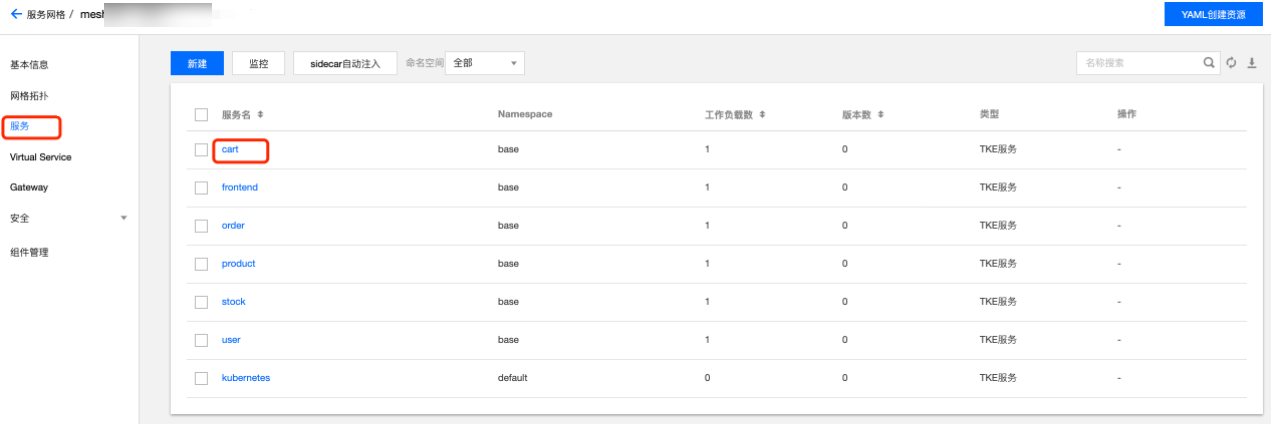 服务网格 / mesh
YAML创建资源
基本信息
网格拓扑
服务
Virtual Service
Gateway
安全
组件管理
新建 监控 sidecar自动注入 命名空间 全部 名称搜索
服务名 Namespace 工作负载数 版本数 类型 操作
cart base 1 0 TKE服务 -
frontend base 1 0 TKE服务 -
order base 1 0 TKE服务 -
product base 1 0 TKE服务 -
stock base 1 0 TKE服务 -
user base 1 0 TKE服务 -
kubernetes default 0 0 TKE服务 -